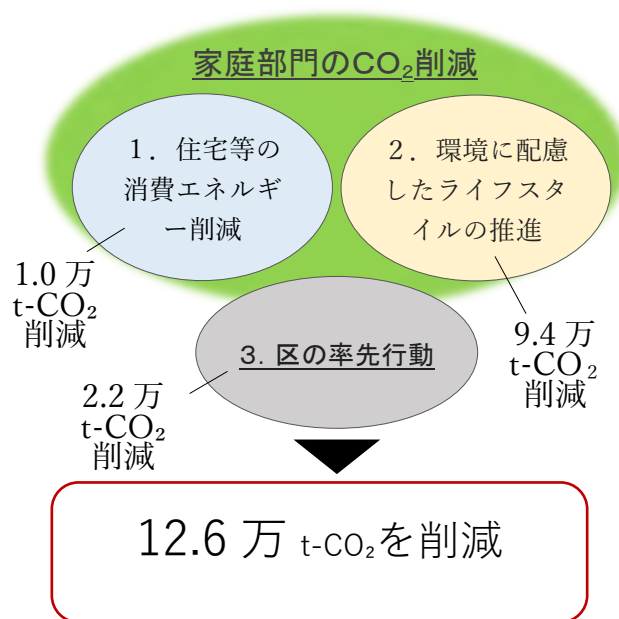 家庭部門のCO₂削減
１．住宅等の
消費エネルギ
ー削減
２．環境に配慮
したライフスタ
イルの推進
1.0 万
t-CO₂
削減
9.4 万
t-CO₂
削減
3. 区の率先行動
2.2 万
t-CO₂
削減
12.6 万 t-CO₂を削減